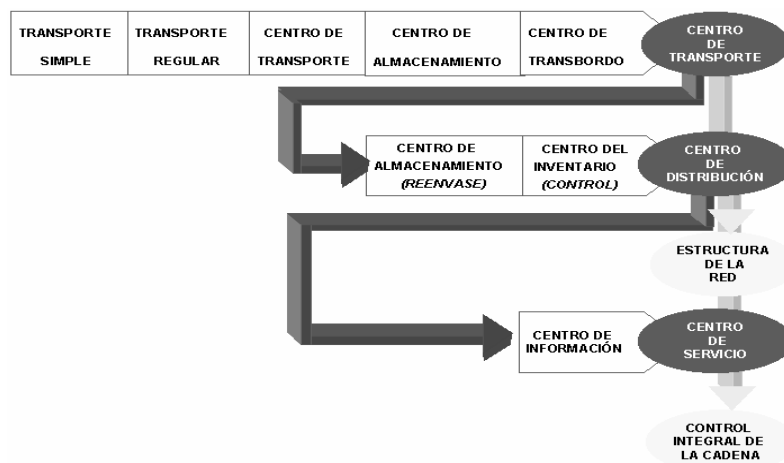 TRANSPORTE
SIMPLE
TRANSPORTE
REGULAR
CENTRO DE
TRANSPORTE
CENTRO DE
ALMACENAMIENTO
CENTRO DE
TRANSBORDO
CENTRO
DE
TRANSPORTE
CENTRO DE
ALMACENAMIENTO
(REENVASE)
CENTRO DEL
INVENTARIO
(CONTROL)
CENTRO
DE
DISTRIBUCIÓN
ESTRUCTURA
DE LA
RED
CENTRO DE
INFORMACIÓN
CENTRO
DE
SERVICIO
CONTROL
INTEGRAL DE
LA CADENA